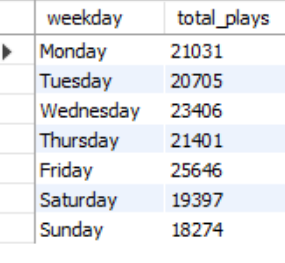 weekday total_plays
Monday 21031
Tuesday 20705
Wednesday 23406
Thursday 21401
Friday 25646
Saturday 19397
Sunday 18274